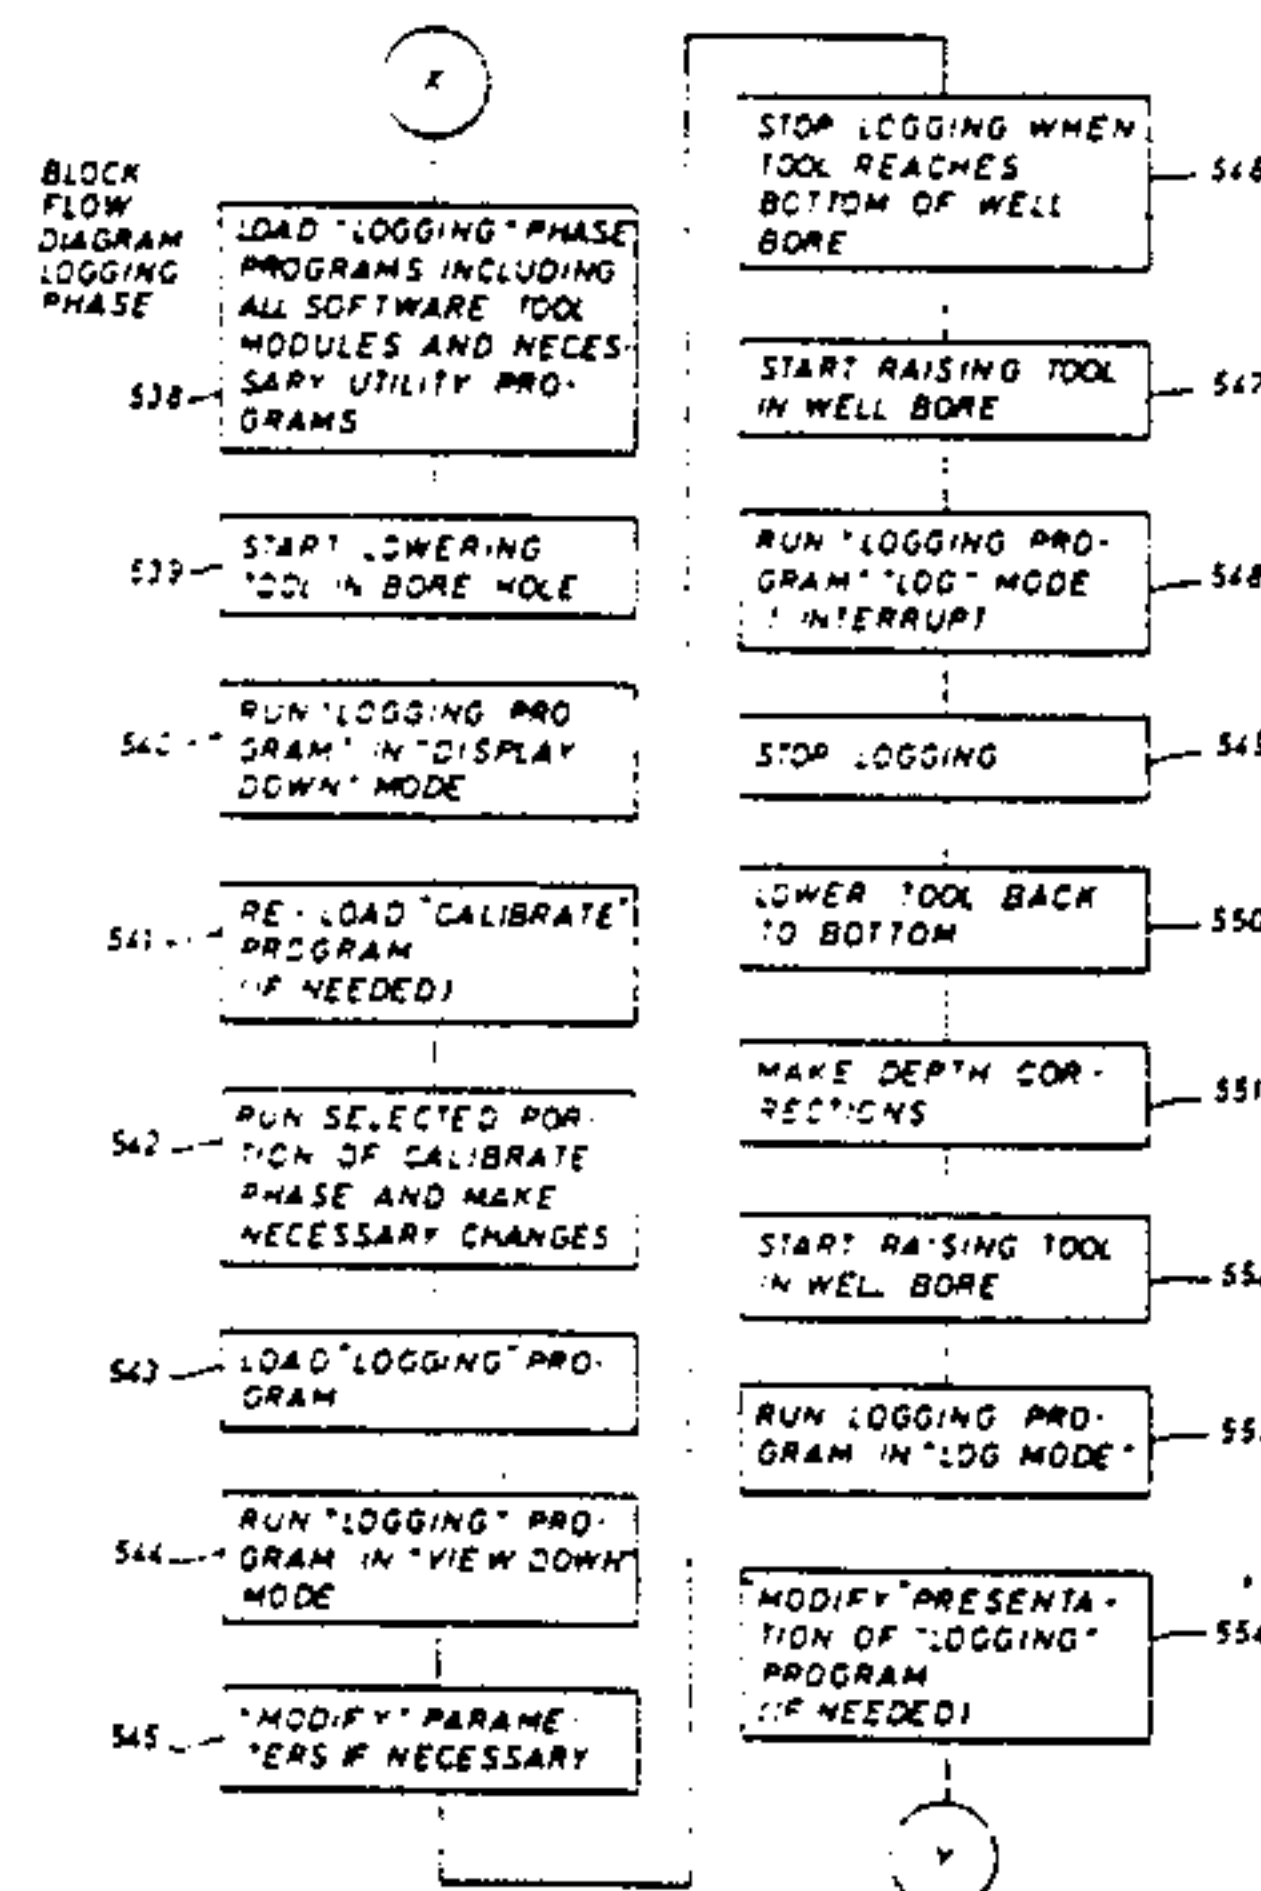 X
BLOCK
FLOW
DIAGRAM
LOGGING
PHASE
LOAD "LOGGING" PHASE
PROGRAMS INCLUDING
ALL SOFTWARE TOOL
MODULES AND NECES-
SARY UTILITY PRO-
GRAMS
538
START LOWERING
TOOL IN BORE HOLE
539
RUN "LOGGING PRO
GRAM" IN "DISPLAY
DOWN" MODE
540
RE-LOAD "CALIBRATE"
PROGRAM
(IF NEEDED)
541
RUN SELECTED POR-
TION OF CALIBRATE
PHASE AND MAKE
NECESSARY CHANGES
542
LOAD "LOGGING" PRO-
GRAM
543
RUN "LOGGING" PRO-
GRAM IN "VIEW DOWN"
MODE
544
"MODIFY" PARAME-
TERS IF NECESSARY
545
STOP LOGGING WHEN
TOOL REACHES
BOTTOM OF WELL
BORE
546
START RAISING TOOL
IN WELL BORE
547
RUN "LOGGING PRO-
GRAM" "LOG" MODE
INTERRUPT
548
STOP LOGGING
LOWER TOOL BACK
TO BOTTOM
550
MAKE DEPTH COR-
RECTIONS
551
START RAISING TOOL
IN WELL BORE
55
RUN LOGGING PRO-
GRAM IN "LOG MODE"
55
MODIFY "PRESENTA-
TION OF "LOGGING"
PROGRAM
(IF NEEDED)
554
Y